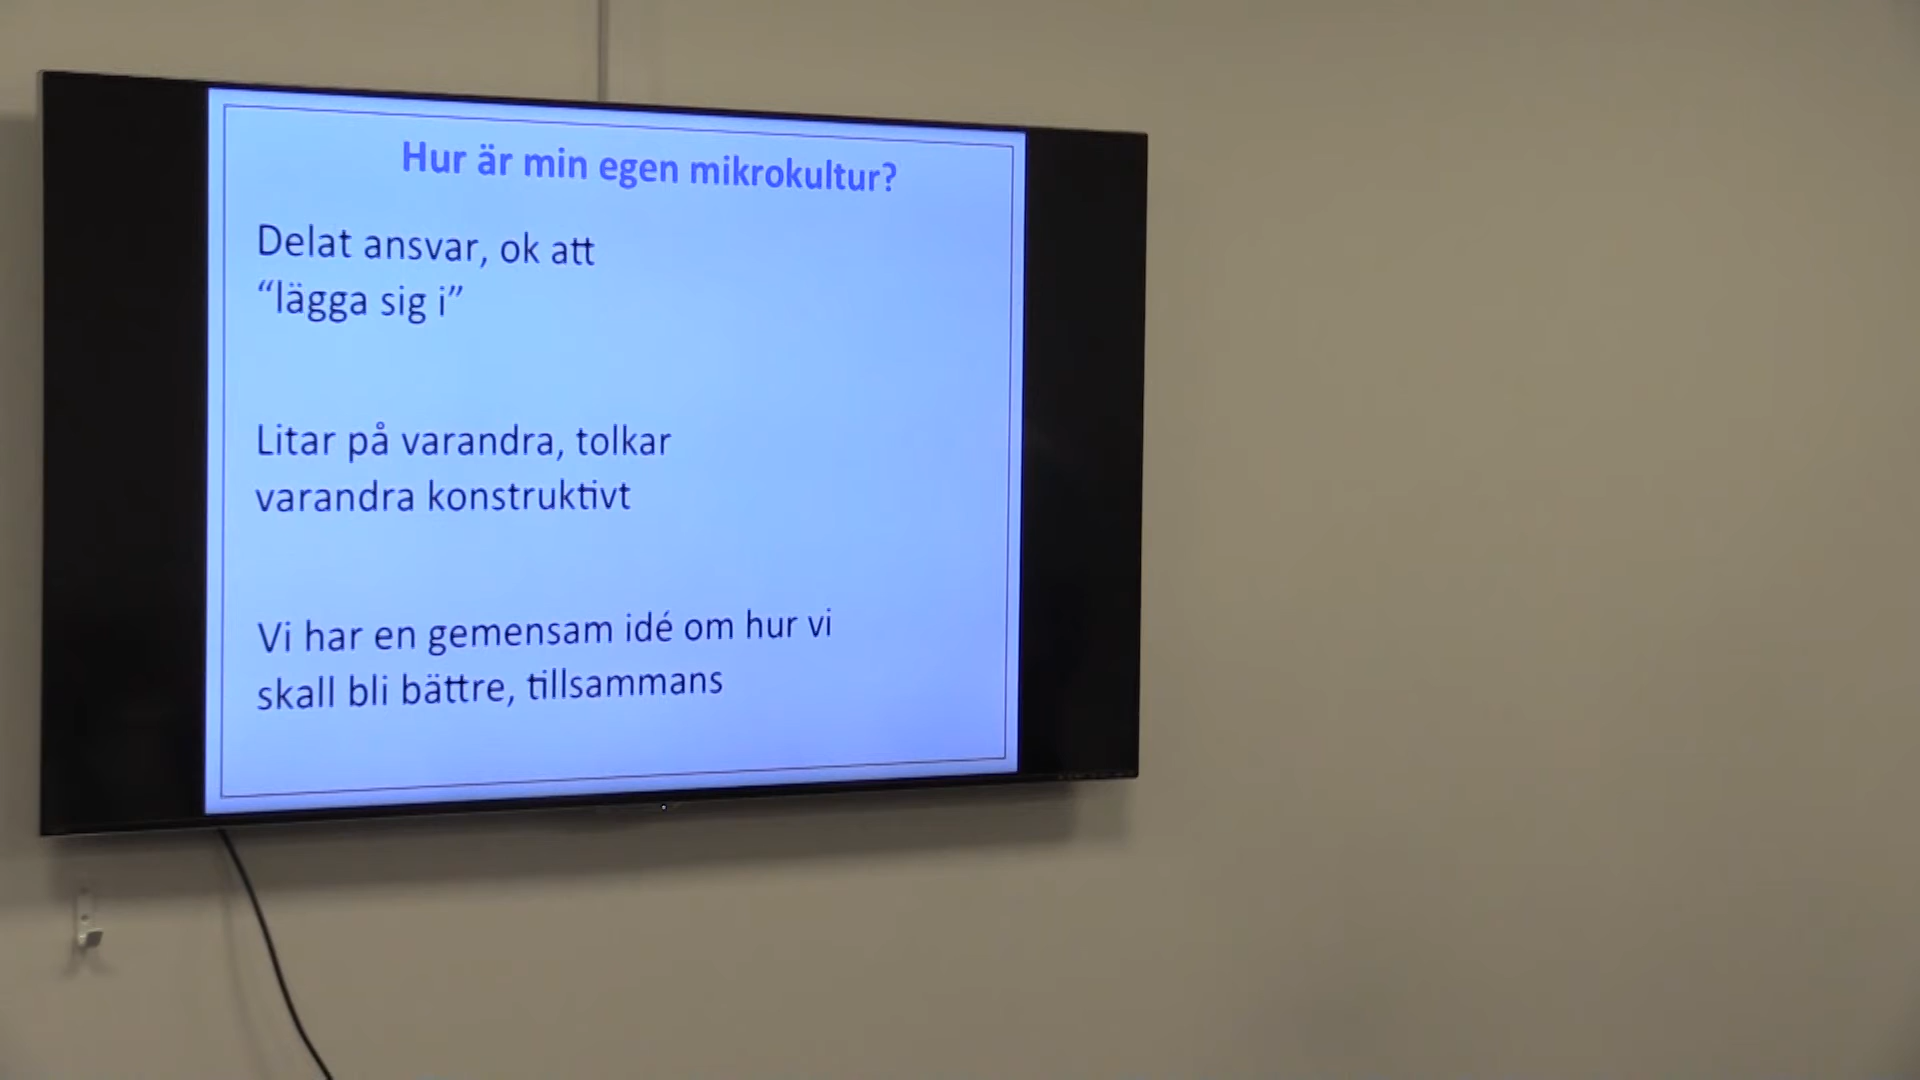 Hur är min egen mikrokultur?
Delat ansvar, ok att
“lägga sig i”
Litar på varandra, tolkar
varandra konstruktivt
Vi har en gemensam idé om hur vi
skall bli bättre, tillsammans